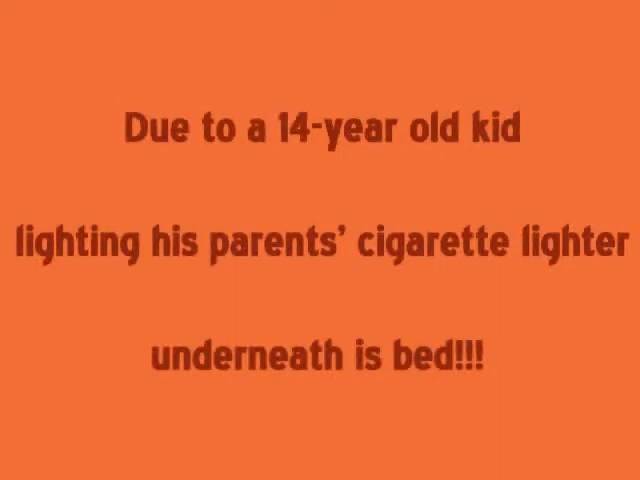 Due to a 14-year old kid
lighting his parents’ cigarette lighter
underneath is bed!!!